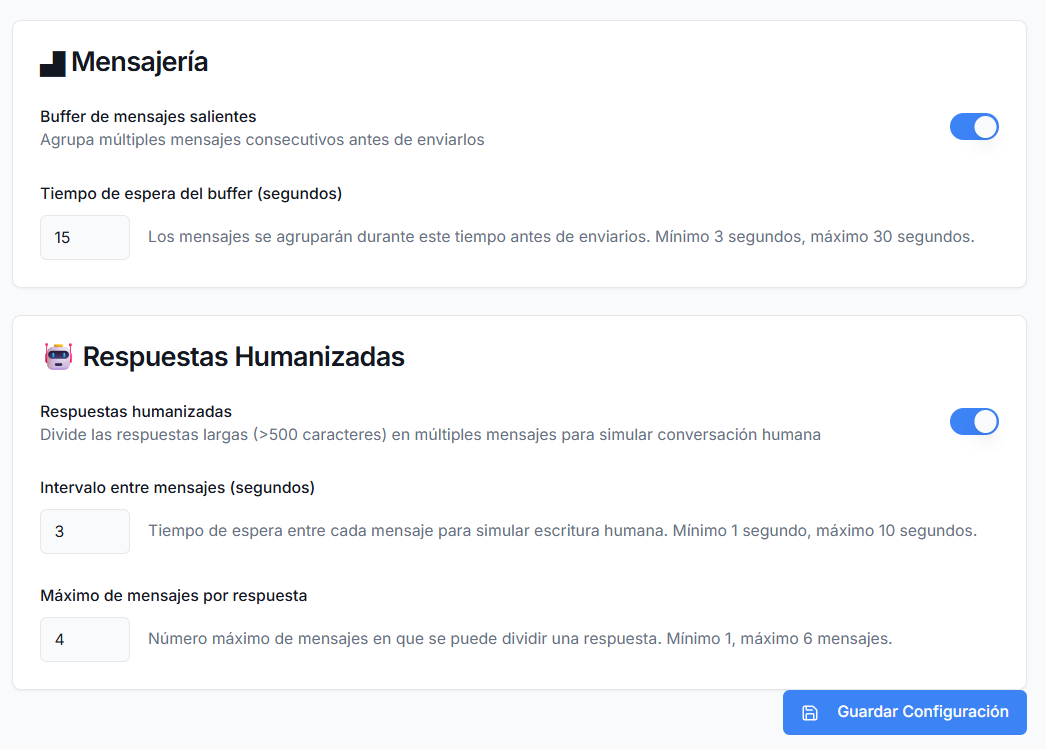 Mensajería
Buffer de mensajes salientes
Agrupa múltiples mensajes consecutivos antes de enviarlos
Tiempo de espera del buffer (segundos)
15
Los mensajes se agruparán durante este tiempo antes de enviarios. Mínimo 3 segundos, máximo 30 segundos.
Respuestas Humanizadas
Respuestas humanizadas
Divide las respuestas largas (>500 caracteres) en múltiples mensajes para simular conversación humana
Intervalo entre mensajes (segundos)
3
Tiempo de espera entre cada mensaje para simular escritura humana. Mínimo 1 segundo, máximo 10 segundos.
Máximo de mensajes por respuesta
4
Número máximo de mensajes en que se puede dividir una respuesta. Mínimo 1, máximo 6 mensajes.
Guardar Configuración